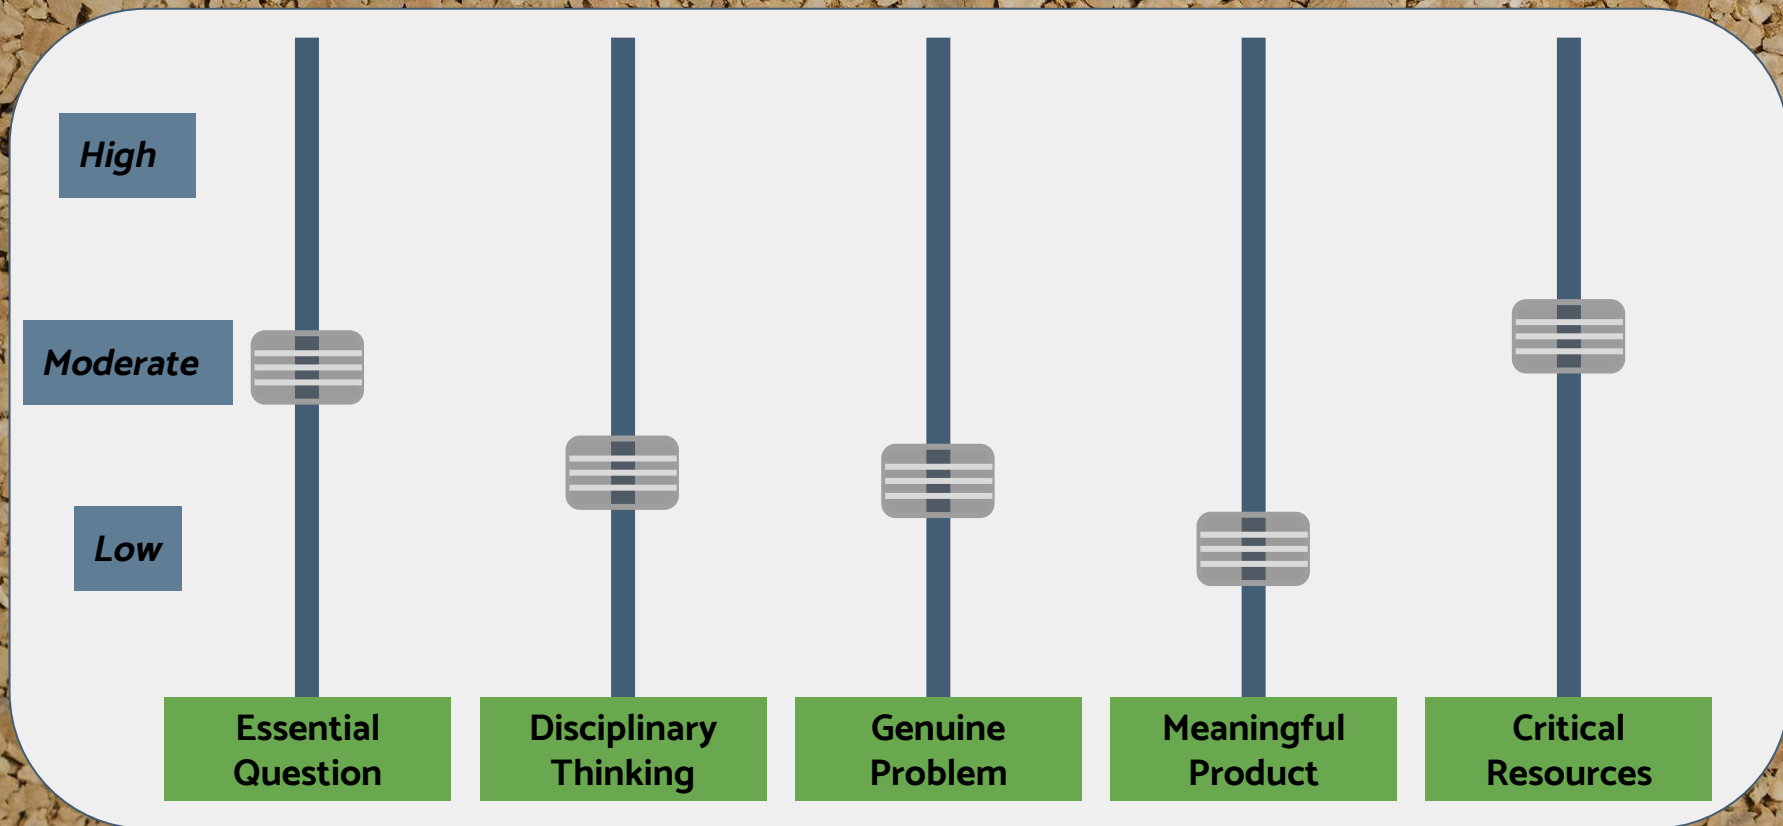 High
Moderate
Low
Essential
Question
Disciplinary
Thinking
Genuine
Problem
Meaningful
Product
Critical
Resources